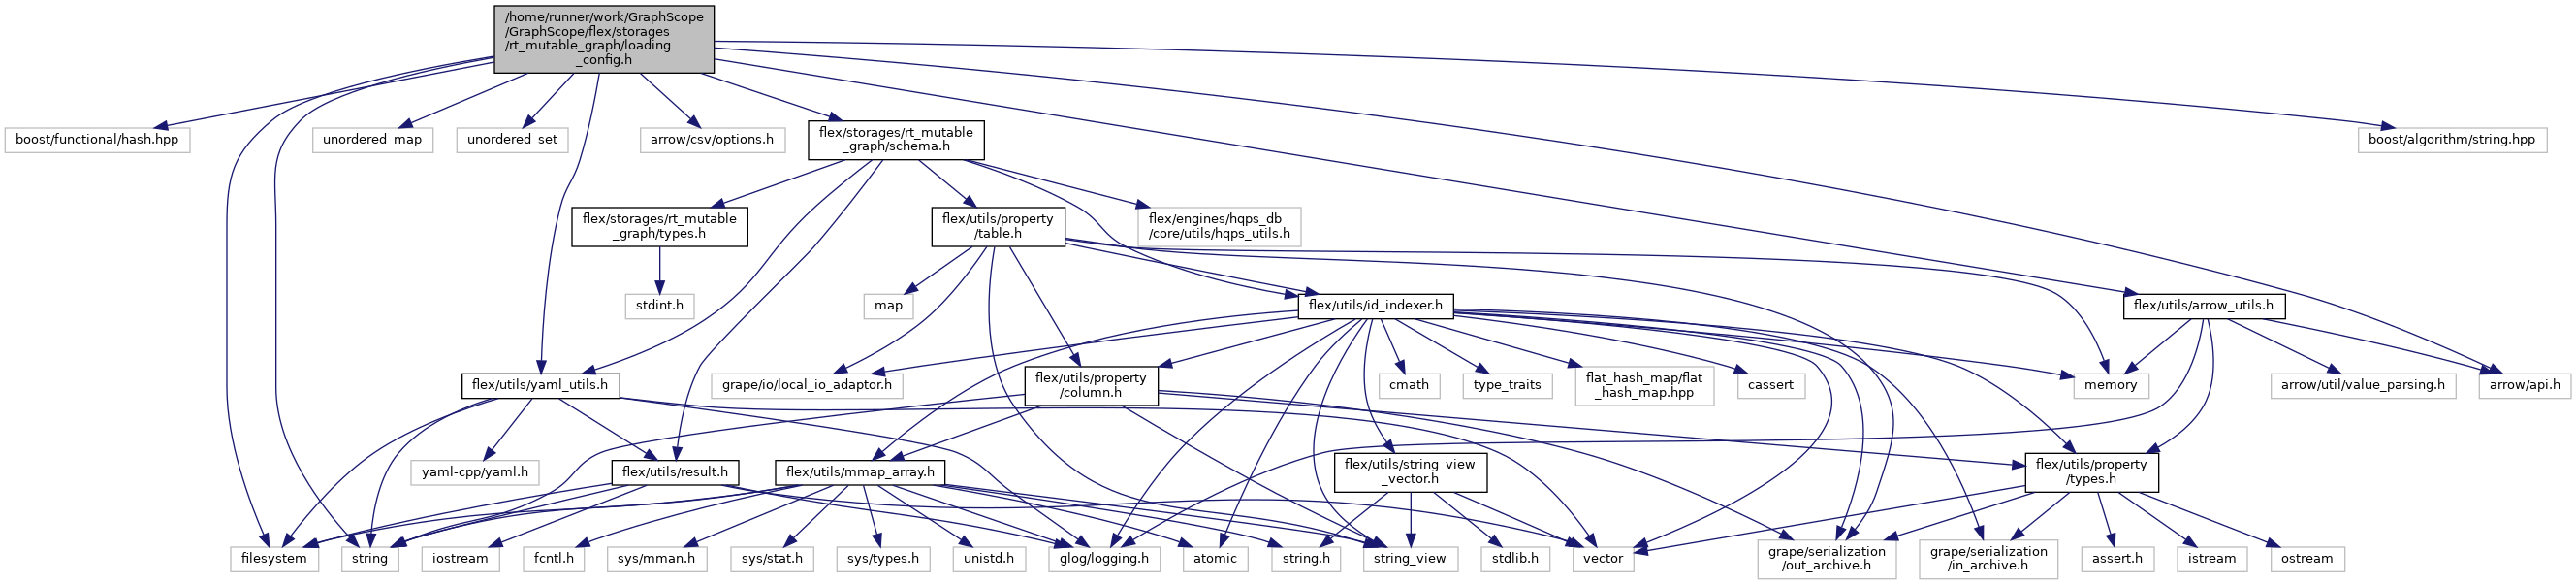 /home/runner/work/GraphScope
/GraphScope/flex/storages
/rt_mutable_graph/loading
_config.h
boost/functional/hash.hpp
unordered_map
unordered_set
arrow/csv/options.h
flex/storages/rt_mutable
_graph/schema.h
boost/algorithm/string.hpp
flex/storages/rt_mutable
_graph/types.h
flex/utils/property
/table.h
flex/engines/hqps_db
/core/utils/hqps_utils.h
stdint.h
map
flex/utils/id_indexer.h
flex/utils/arrow_utils.h
flex/utils/yaml_utils.h
grape/io/local_io_adaptor.h
flex/utils/property
/column.h
cmath
type_traits
flat_hash_map/flat
_hash_map.hpp
cassert
memory
arrow/util/value_parsing.h
arrow/api.h
yaml-cpp/yaml.h
flex/utils/result.h
flex/utils/mmap_array.h
flex/utils/string_view
_vector.h
flex/utils/property
/types.h
filesystem
string
iostream
fcntl.h
sys/mman.h
sys/stat.h
sys/types.h
unistd.h
glog/logging.h
atomic
string.h
string_view
stdlib.h
vector
grape/serialization
/out_archive.h
grape/serialization
/in_archive.h
assert.h
istream
ostream